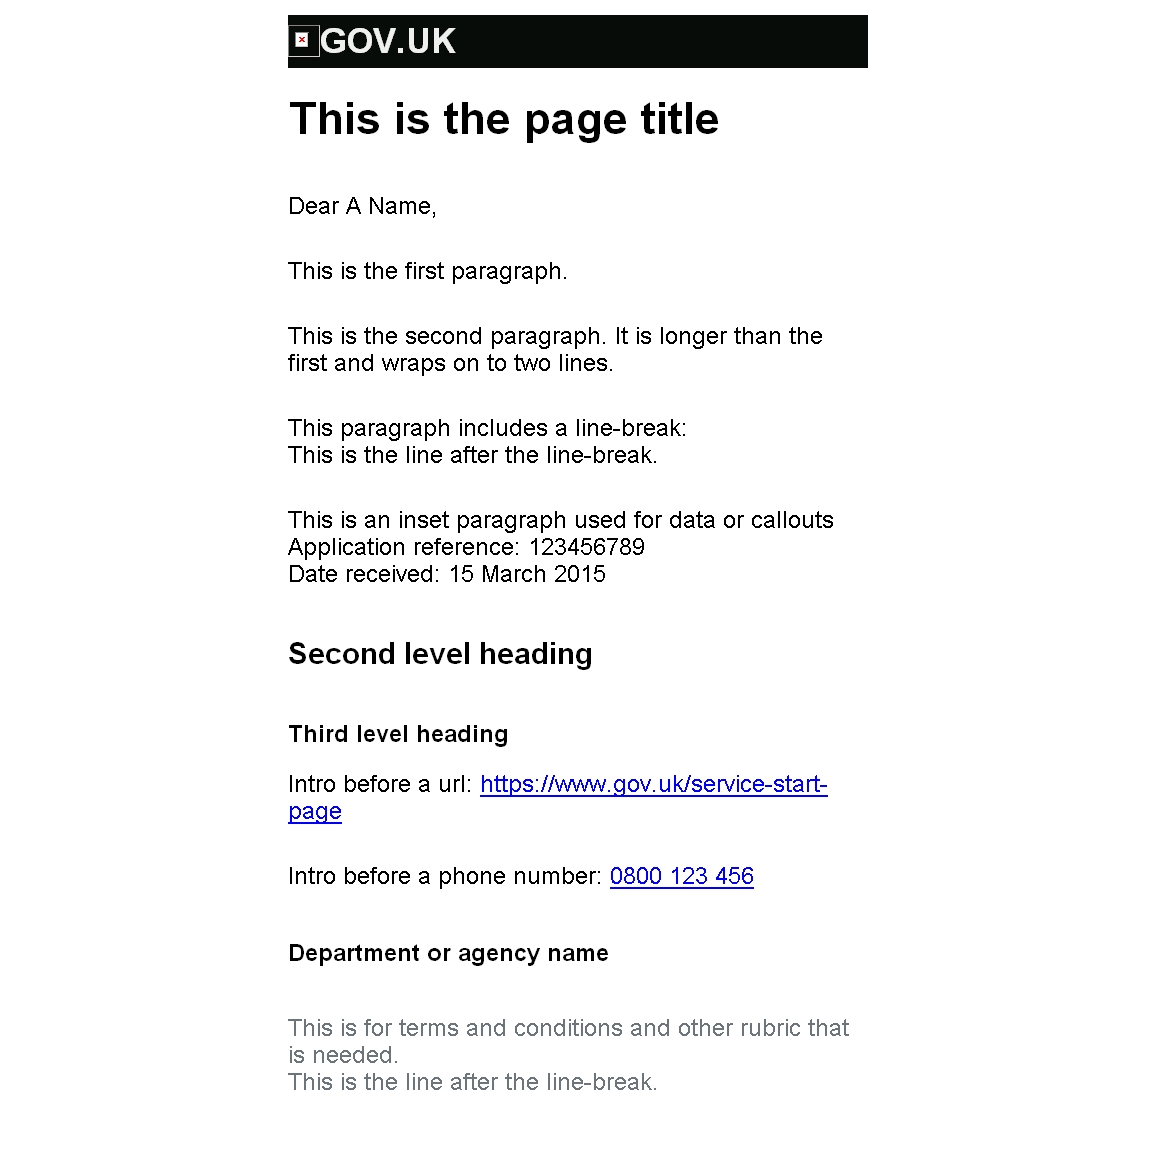 GOV.UK
This is the page title
Dear A Name,
This is the first paragraph.
This is the second paragraph. It is longer than the
first and wraps on to two lines.
This paragraph includes a line-break:
This is the line after the line-break.
This is an inset paragraph used for data or callouts
Application reference: 123456789
Date received: 15 March 2015
Second level heading
Third level heading
Intro before a url: https://www.gov.uk/service-start-
page
Intro before a phone number: 0800 123 456
Department or agency name
This is for terms and conditions and other rubric that
is needed.
This is the line after the line-break.